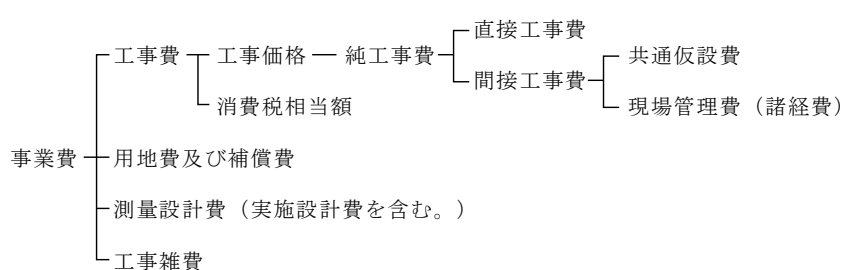 直接工事費
工事費 工事価格 純工事費 共通仮設費
間接工事費
消費税相当額 現場管理費（諸経費）
事業費 用地費及び補償費
測量設計費（実施設計費を含む。）
工事雑費